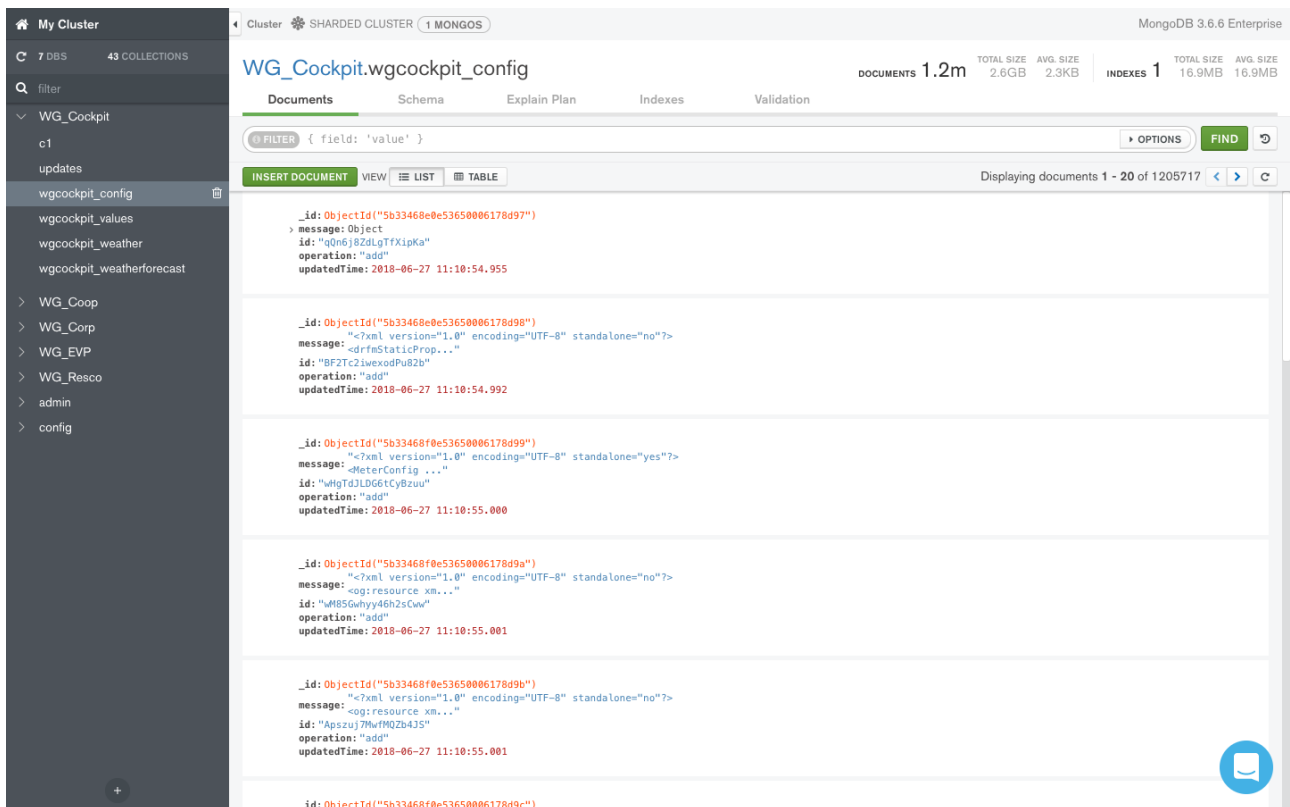 My Cluster
Cluster SHARDED CLUSTER 1 MONGOS
MongoDB 3.6.6 Enterprise
7 DBS 43 COLLECTIONS
filter
WG_Cockpit
c1
updates
wgcockpit_config
wgcockpit_values
wgcockpit_weather
wgcockpit_weatherforecast
WG_Coop
WG_Corp
WG_EVP
WG_Resco
admin
config
+
WG_Cockpit.wgcockpit_config
DOCUMENTS 1.2m TOTAL SIZE 2.6GB AVG. SIZE 2.3KB
INDEXES 1 TOTAL SIZE 16.9MB AVG. SIZE 16.9MB
Documents Schema Explain Plan Indexes Validation
FILTER { field: 'value' } OPTIONS FIND
INSERT DOCUMENT VIEW LIST TABLE Displaying documents 1 - 20 of 1205717
_id: ObjectId("5b33468e0e53650006178d97")
message: Object
id: "qQn6j8ZdLgTfXipKa"
operation: "add"
updatedTime: 2018-06-27 11:10:54.955
_id: ObjectId("5b33468e0e53650006178d98")
message: "<?xml version="1.0" encoding="UTF-8" standalone="no"?>
<drfmStaticProp..."
id: "BF2Tc2iwexodPu82b"
operation: "add"
updatedTime: 2018-06-27 11:10:54.992
_id: ObjectId("5b33468f0e53650006178d99")
message: "<?xml version="1.0" encoding="UTF-8" standalone="yes"?>
<MeterConfig ..."
id: "wHgTdJLDG6tCyBzuu"
operation: "add"
updatedTime: 2018-06-27 11:10:55.000
_id: ObjectId("5b33468f0e53650006178d9a")
message: "<?xml version="1.0" encoding="UTF-8" standalone="no"?>
<og:resource xm..."
id: "wM85Gwhyy46h2sCww"
operation: "add"
updatedTime: 2018-06-27 11:10:55.001
_id: ObjectId("5b33468f0e53650006178d9b")
message: "<?xml version="1.0" encoding="UTF-8" standalone="no"?>
<og:resource xm..."
id: "Apszuj7MwfMQZb4JS"
operation: "add"
updatedTime: 2018-06-27 11:10:55.001
_id: ObjectId("5b33468f0e53650006178d9c")